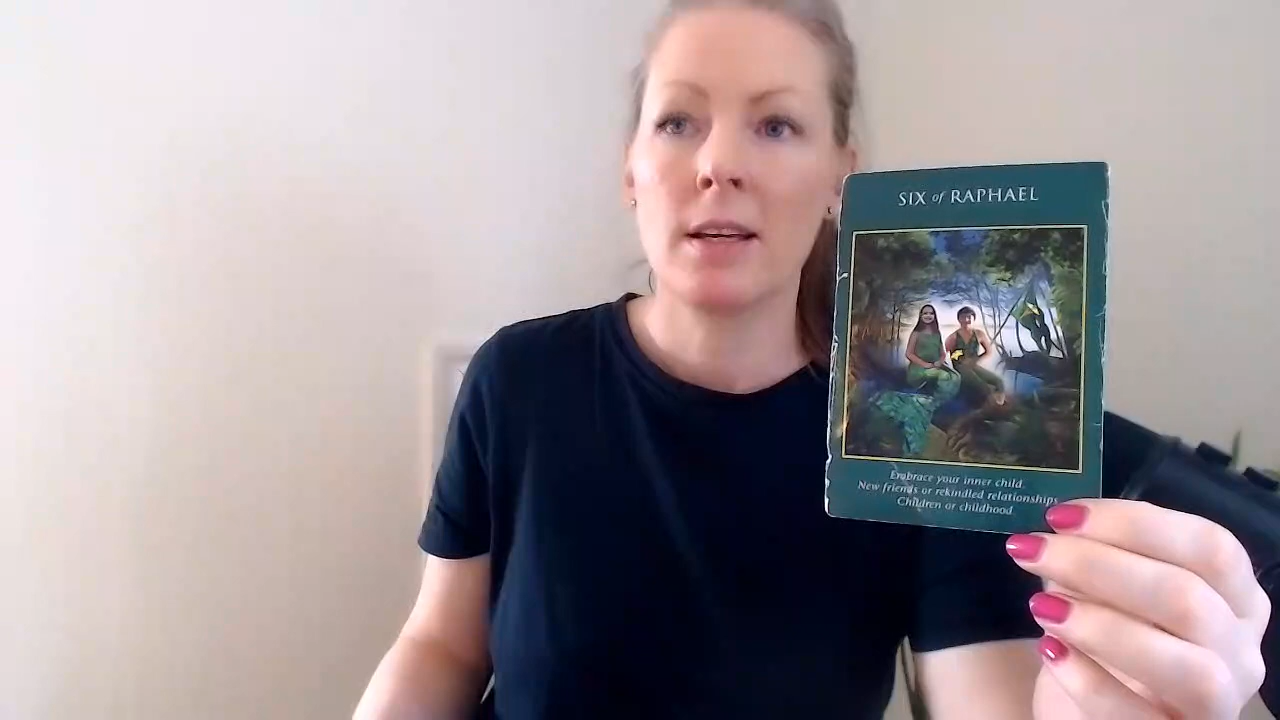 SIX of RAPHAEL
Embrace your inner child.
New friends or rekindled relationships.
Children or childhood